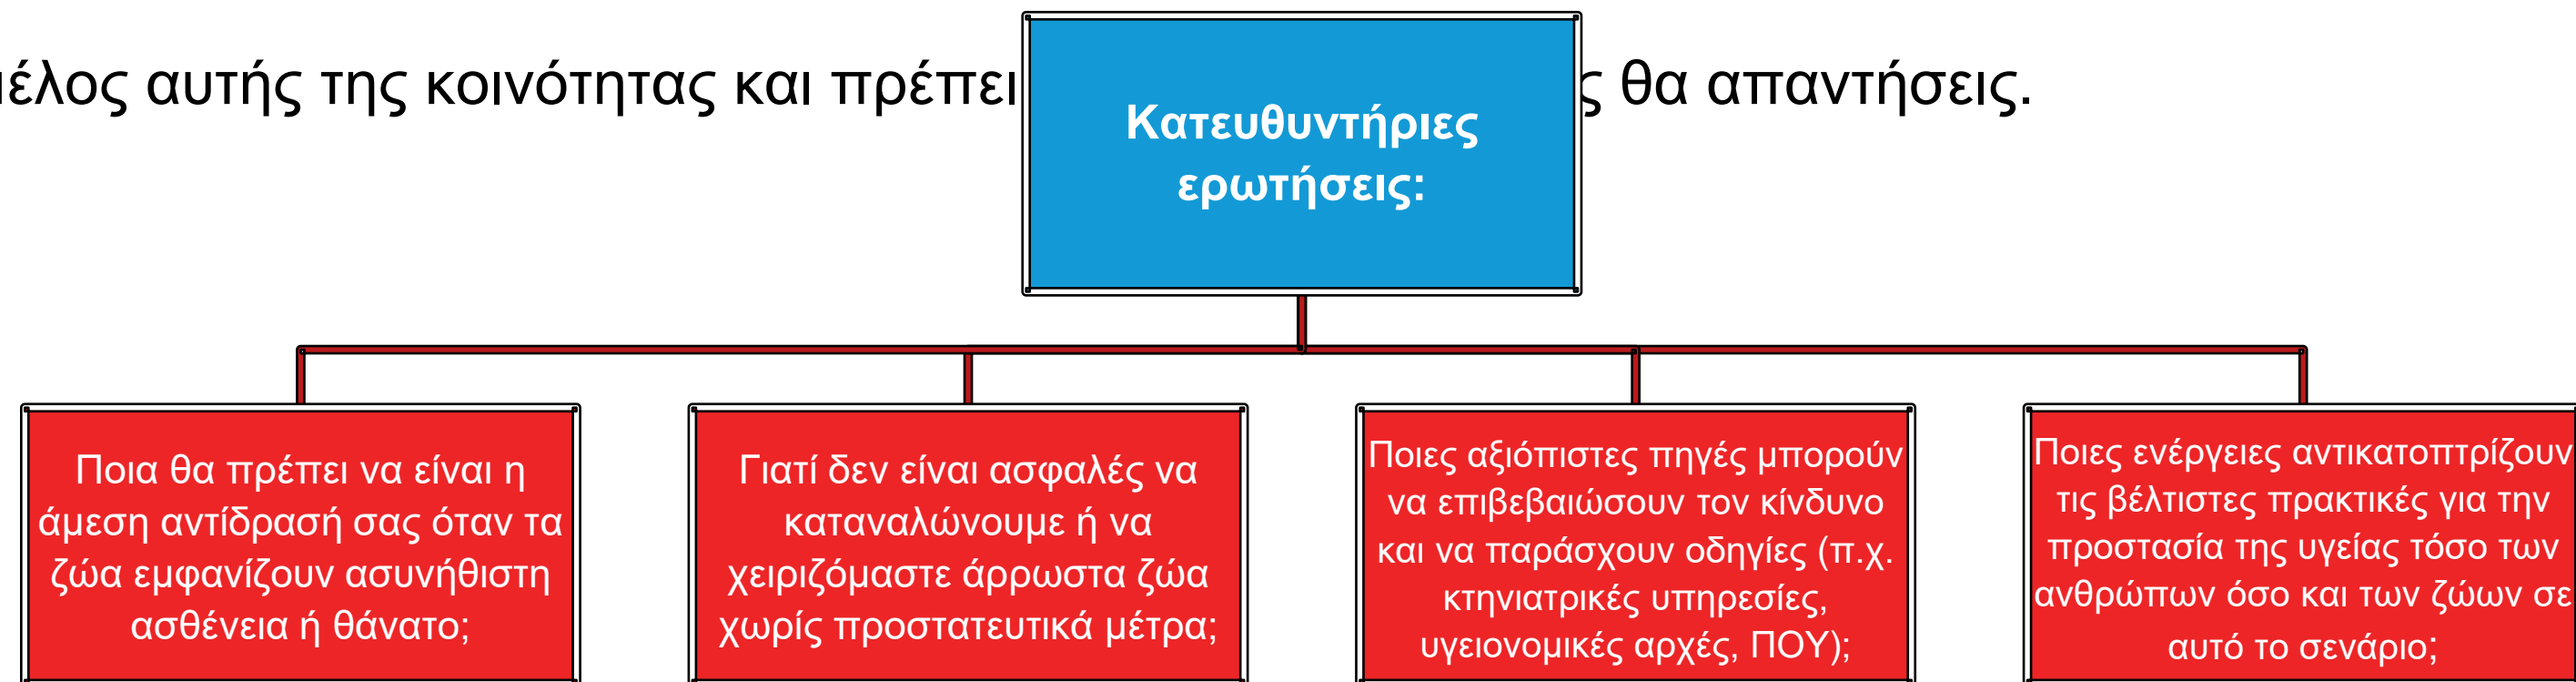 μέλος αυτής της κοινότητας και πρέπει ς θα απαντήσεις.
Κατευθυντήριες
ερωτήσεις:
Ποια θα πρέπει να είναι η
άμεση αντίδρασή σας όταν τα
ζώα εμφανίζουν ασυνήθιστη
ασθένεια ή θάνατο;
Γιατί δεν είναι ασφαλές να
καταναλώνουμε ή να
χειριζόμαστε άρρωστα ζώα
χωρίς προστατευτικά μέτρα;
Ποιες αξιόπιστες πηγές μπορούν
να επιβεβαιώσουν τον κίνδυνο
και να παράσχουν οδηγίες (π.χ.
κτηνιατρικές υπηρεσίες,
υγειονομικές αρχές, ΠΟΥ);
Ποιες ενέργειες αντικατοπτρίζουν
τις βέλτιστες πρακτικές για την
προστασία της υγείας τόσο των
ανθρώπων όσο και των ζώων σε
αυτό το σενάριο;